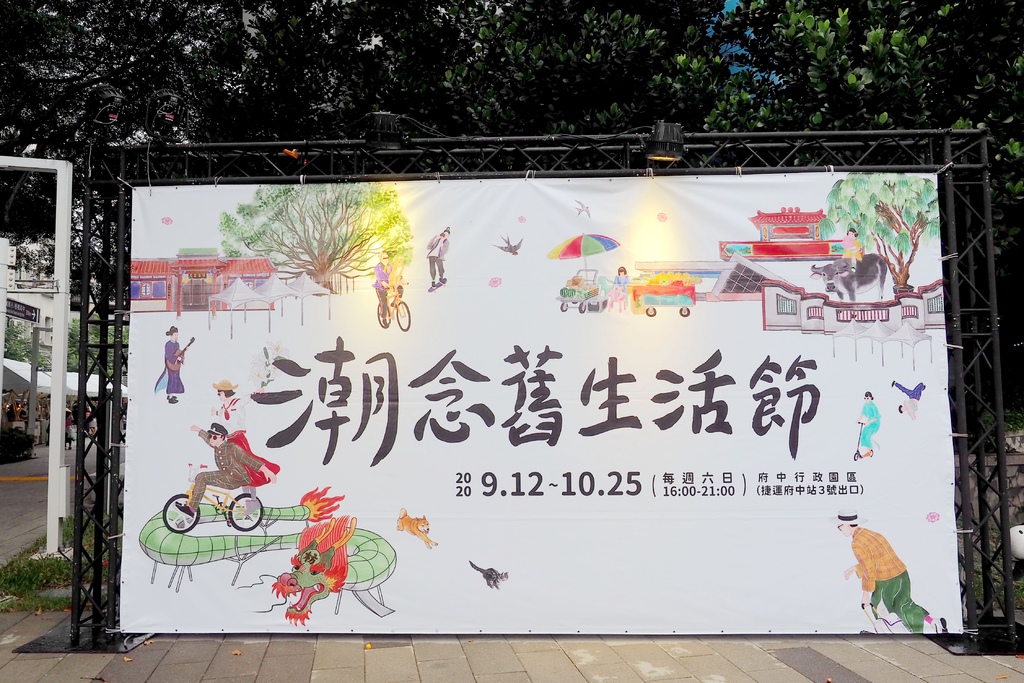 潮念舊生活節
2020 9.12~10.25 (每週六日 16:00-21:00) 府中行政園區 (捷運府中站3號出口)